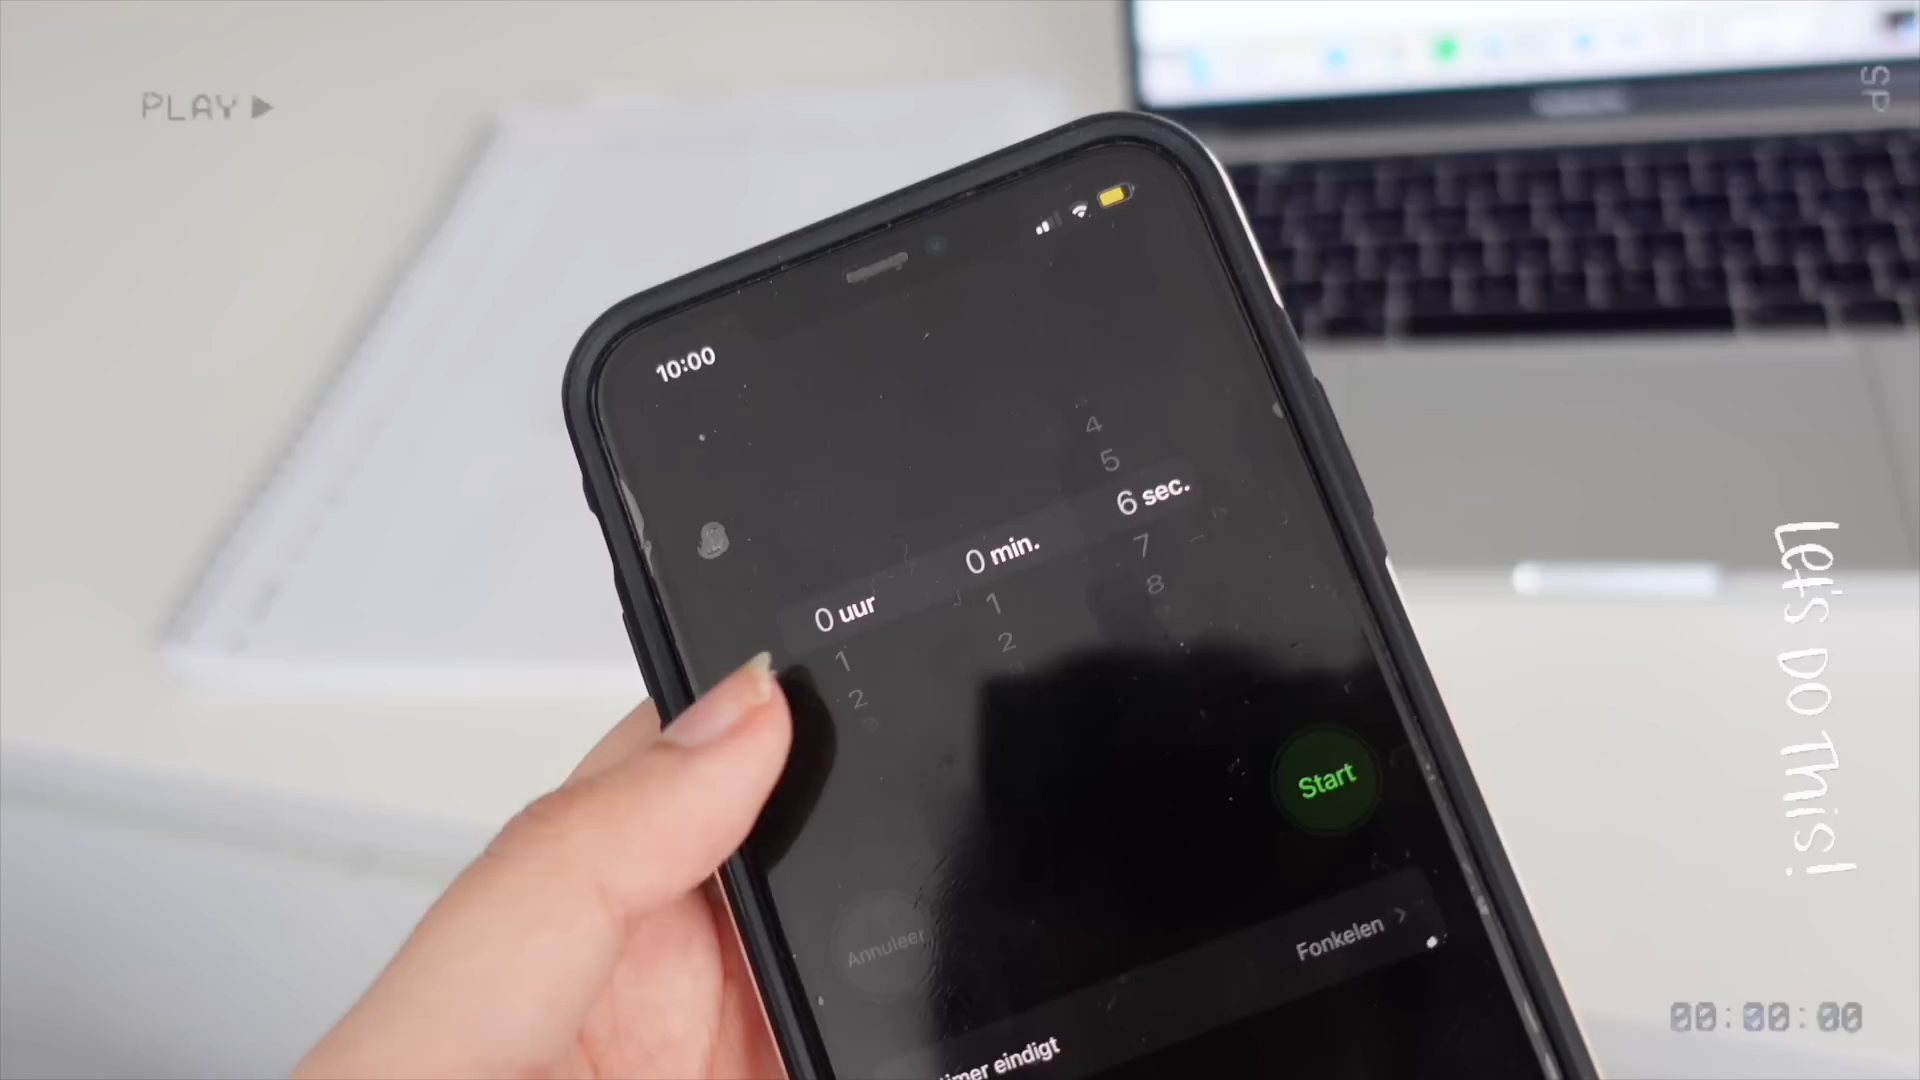 PLAY
SP
10:00
4
5
0 uur 0 min. 6 sec.
1 1 7
2 2 8
Start
Annuleer
Fonkelen
timer eindigt
Let's Do This!
00:00:00